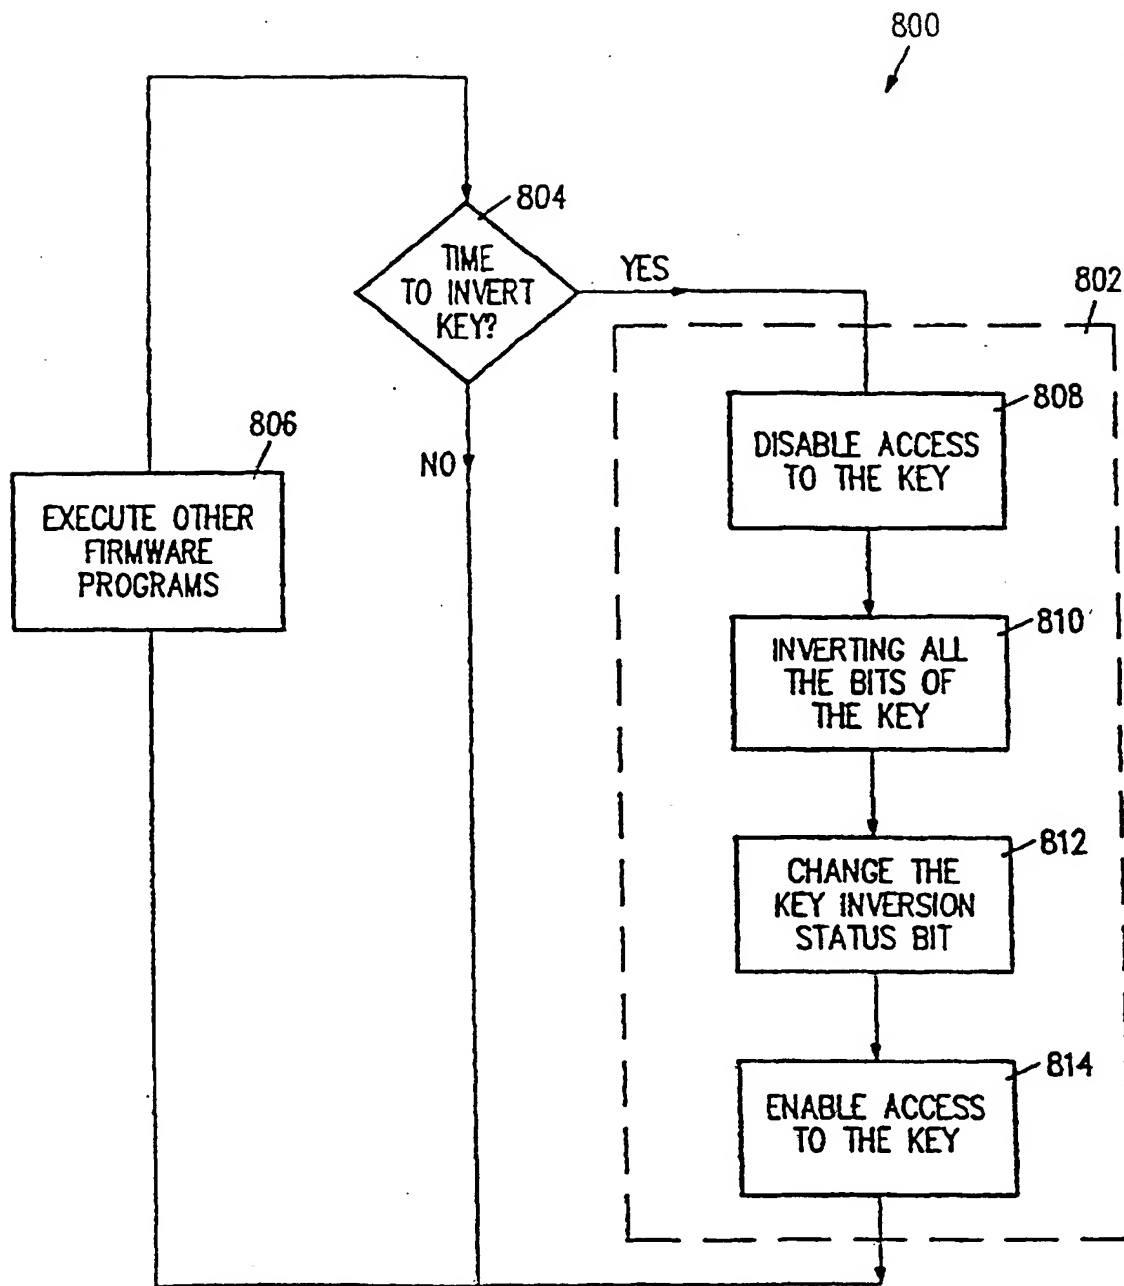 800
804
TIME
TO INVERT
KEY?
YES
802
808
DISABLE ACCESS
TO THE KEY
NO
806
EXECUTE OTHER
FIRMWARE
PROGRAMS
810
INVERTING ALL
THE BITS OF
THE KEY
812
CHANGE THE
KEY INVERSION
STATUS BIT
814
ENABLE ACCESS
TO THE KEY